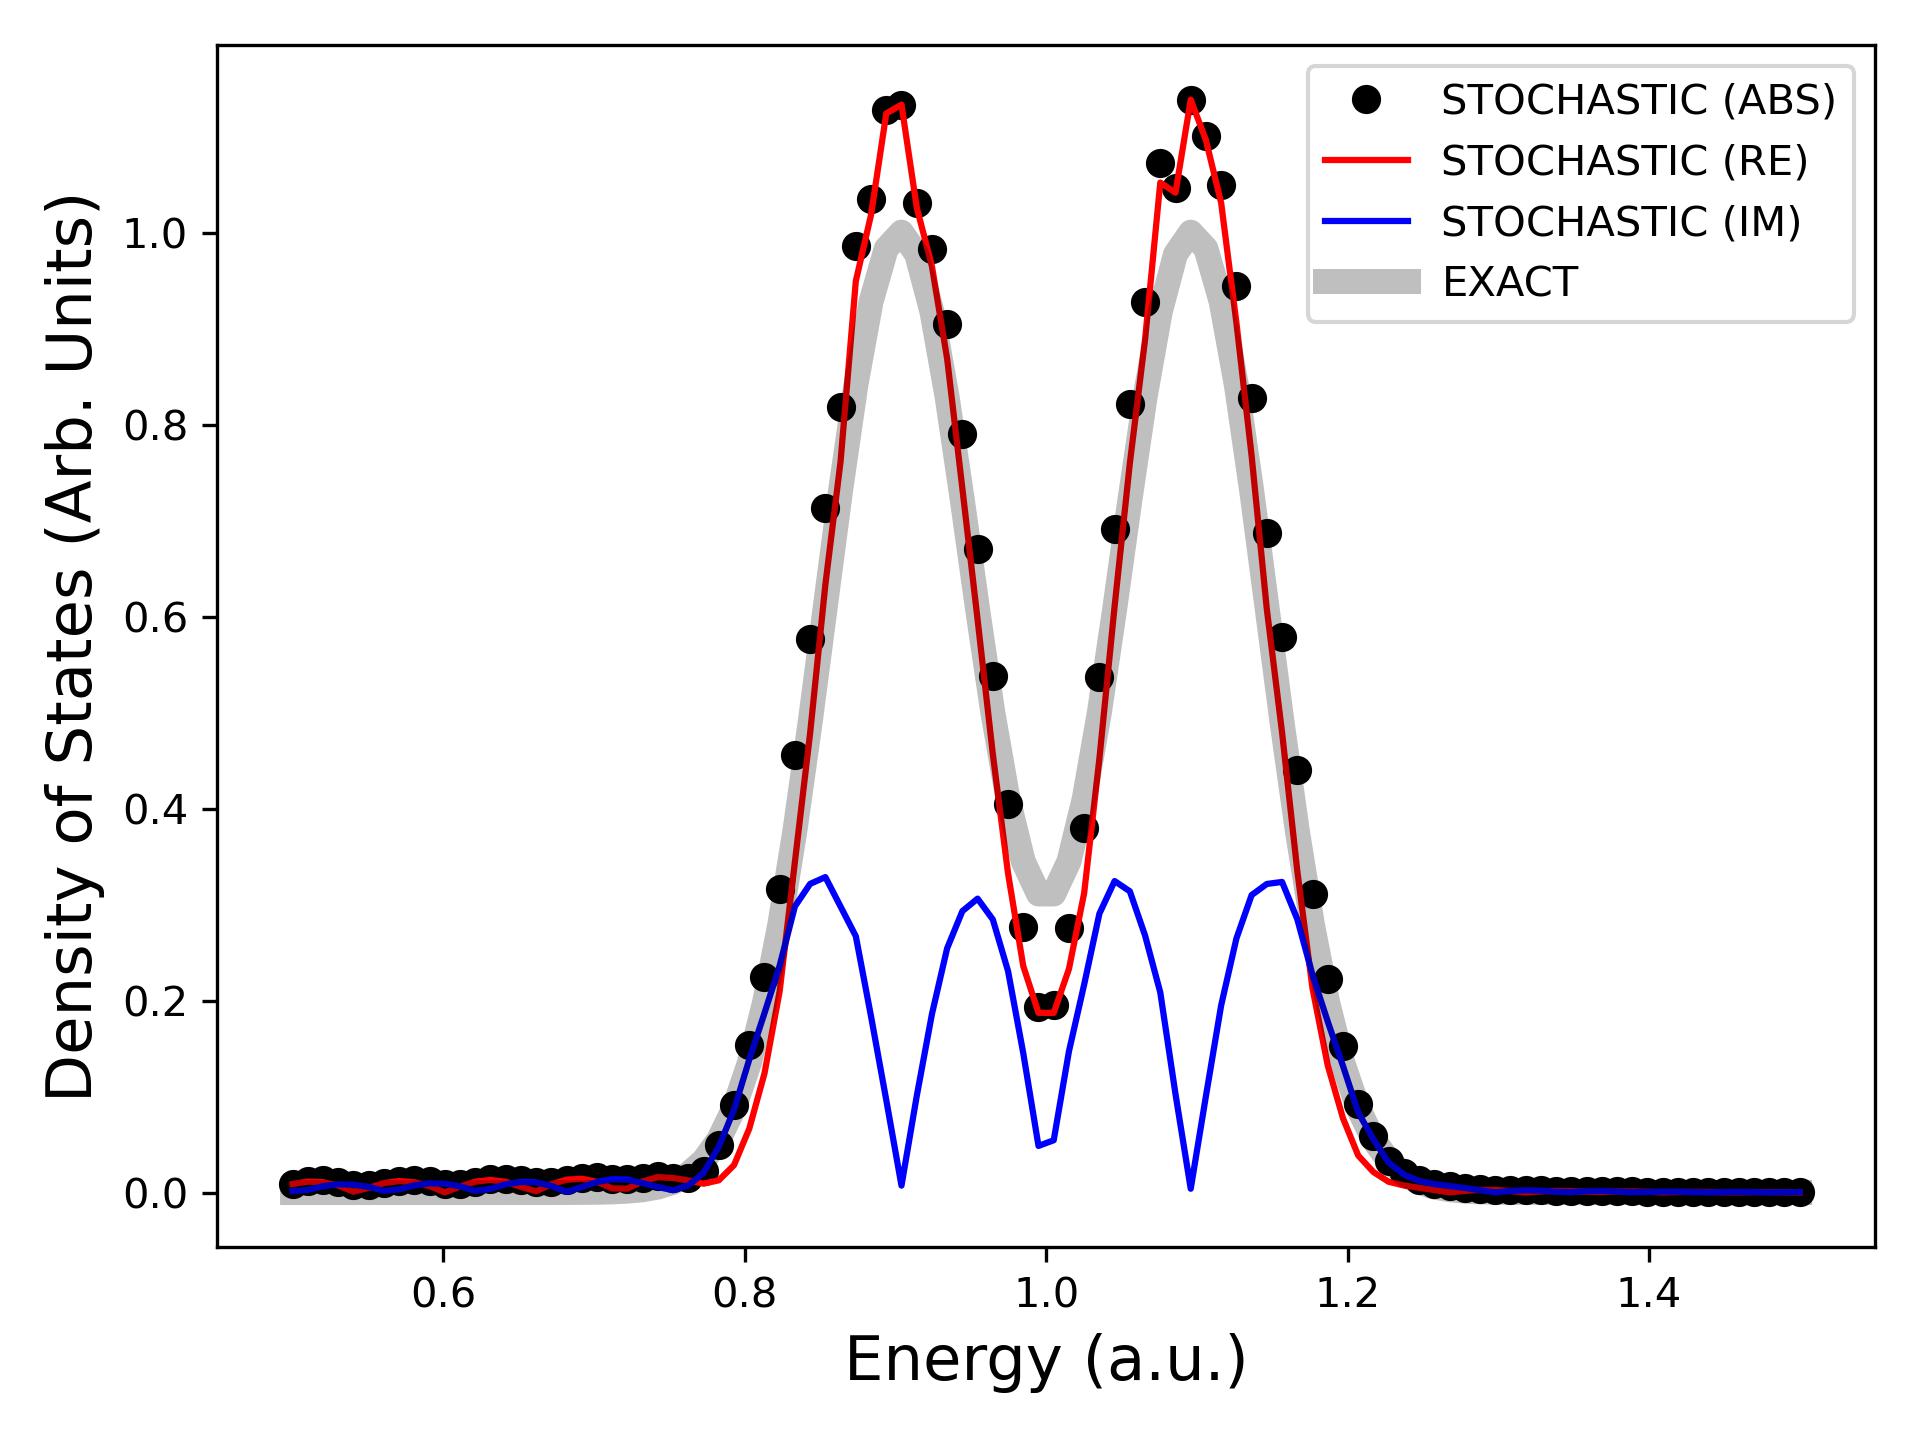 STOCHASTIC (ABS)
STOCHASTIC (RE)
STOCHASTIC (IM)
EXACT
Density of States (Arb. Units)
1.0
0.8
0.6
0.4
0.2
0.0
0.6 0.8 1.0 1.2 1.4
Energy (a.u.)